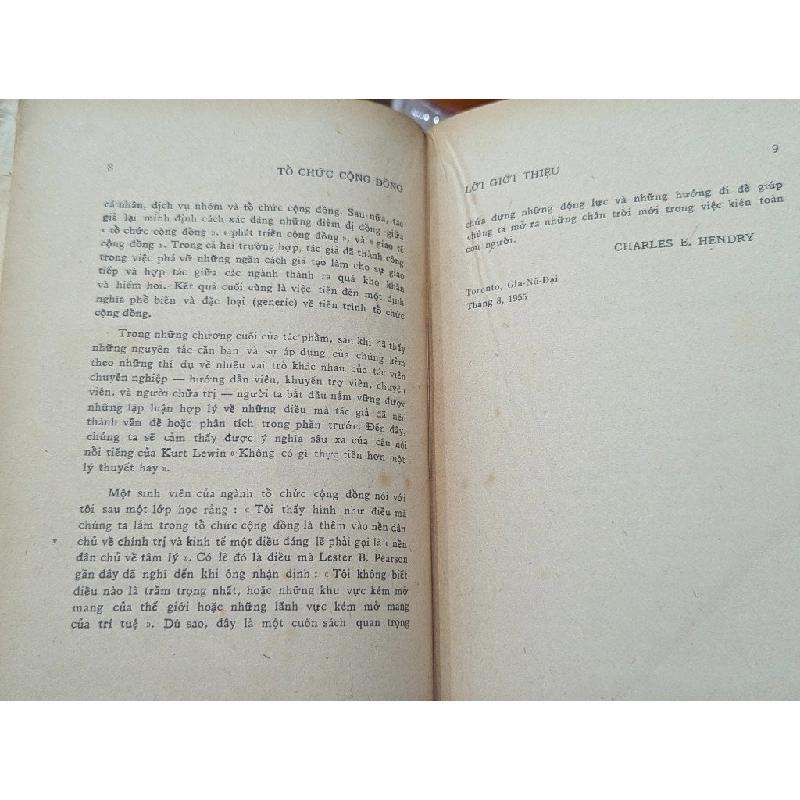 8
TỔ CHỨC CỘNG ĐỒNG
cá nhân, dịch vụ nhóm và tổ chức cộng đồng. Sau nữa, tác
giả lại minh định cách xác đáng những điểm dị đồng giữa
« tổ chức cộng đồng ». « phát triển cộng đồng », và « giao tế
cộng đồng ». Trong cả hai trường hợp, tác giả đã thành công
trong việc phá vỡ những ngăn cách giả tạo làm cho sự giao
tiếp và hợp tác giữa các ngành thành ra quá khó khăn
và hiếm hoi. Kết quả cuối cùng là việc tiến đến một định
nghĩa phổ biến và đặc loại (generic) về tiến trình tổ chức
cộng đồng.
Trong những chương cuối của tác phẩm, sau khi đã thấy
những nguyên tắc căn bản và sự áp dụng của chúng kèm
theo những thí dụ về nhiều vai trò khác nhau của tác viên
chuyên nghiệp — hướng dẫn viên, khuyến trợ viên, chuyên
viên, và người chữa trị — người ta bắt đầu nắm vững được
những lập luận hợp lý về những điều mà tác giả đã nêu
thành vấn đề hoặc phân tích trong phần trước. Đến đây,
chúng ta sẽ cảm thấy được ý nghĩa sâu xa của câu nói
nổi tiếng của Kurt Lewin « Không có gì thực tiễn hơn một
lý thuyết hay ».
Một sinh viên của ngành tổ chức cộng đồng nói với
tôi sau một lớp học rằng : « Tôi thấy hình như điều mà
chúng ta làm trong tổ chức cộng đồng là thêm vào nền dân
chủ về chính trị và kinh tế một điều đáng lẽ phải gọi là « nền
dân chủ về tâm lý ». Có lẽ đó là điều mà Lester B. Pearson
gần đây đã nghĩ đến khi ông nhận định : « Tôi không biết
điều nào là trầm trọng nhất, hoặc những khu vực kém mở
mang của thế giới hoặc những lãnh vực kém mở mang
của trí tuệ ». Dù sao, đây là một cuốn sách quan trọng
9
LỜI GIỚI THIỆU
chứa đựng những động lực và những hướng đi để giúp
chúng ta mở ra những chân trời mới trong việc kiện toàn
con người.
CHARLES E. HENDRY
Toronto, Gia-Nã-Đại
Tháng 8, 1955